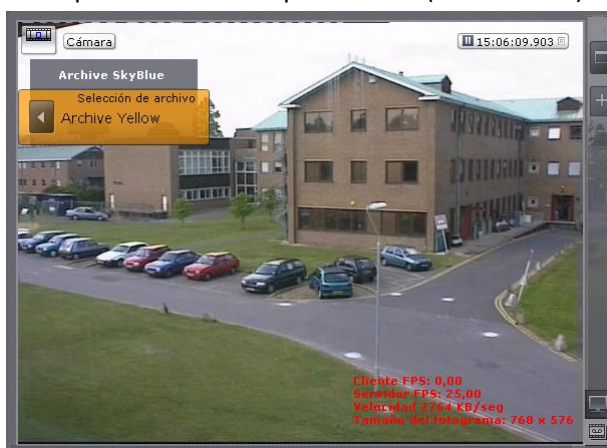 Cámara
15:06:09.903
Archive SkyBlue
Selección de archivo
Archive Yellow
Cliente FPS: 0,00
Servidor FPS: 25,00
Velocidad 2764 KB/seg
Tamaño del fotograma: 768 x 576